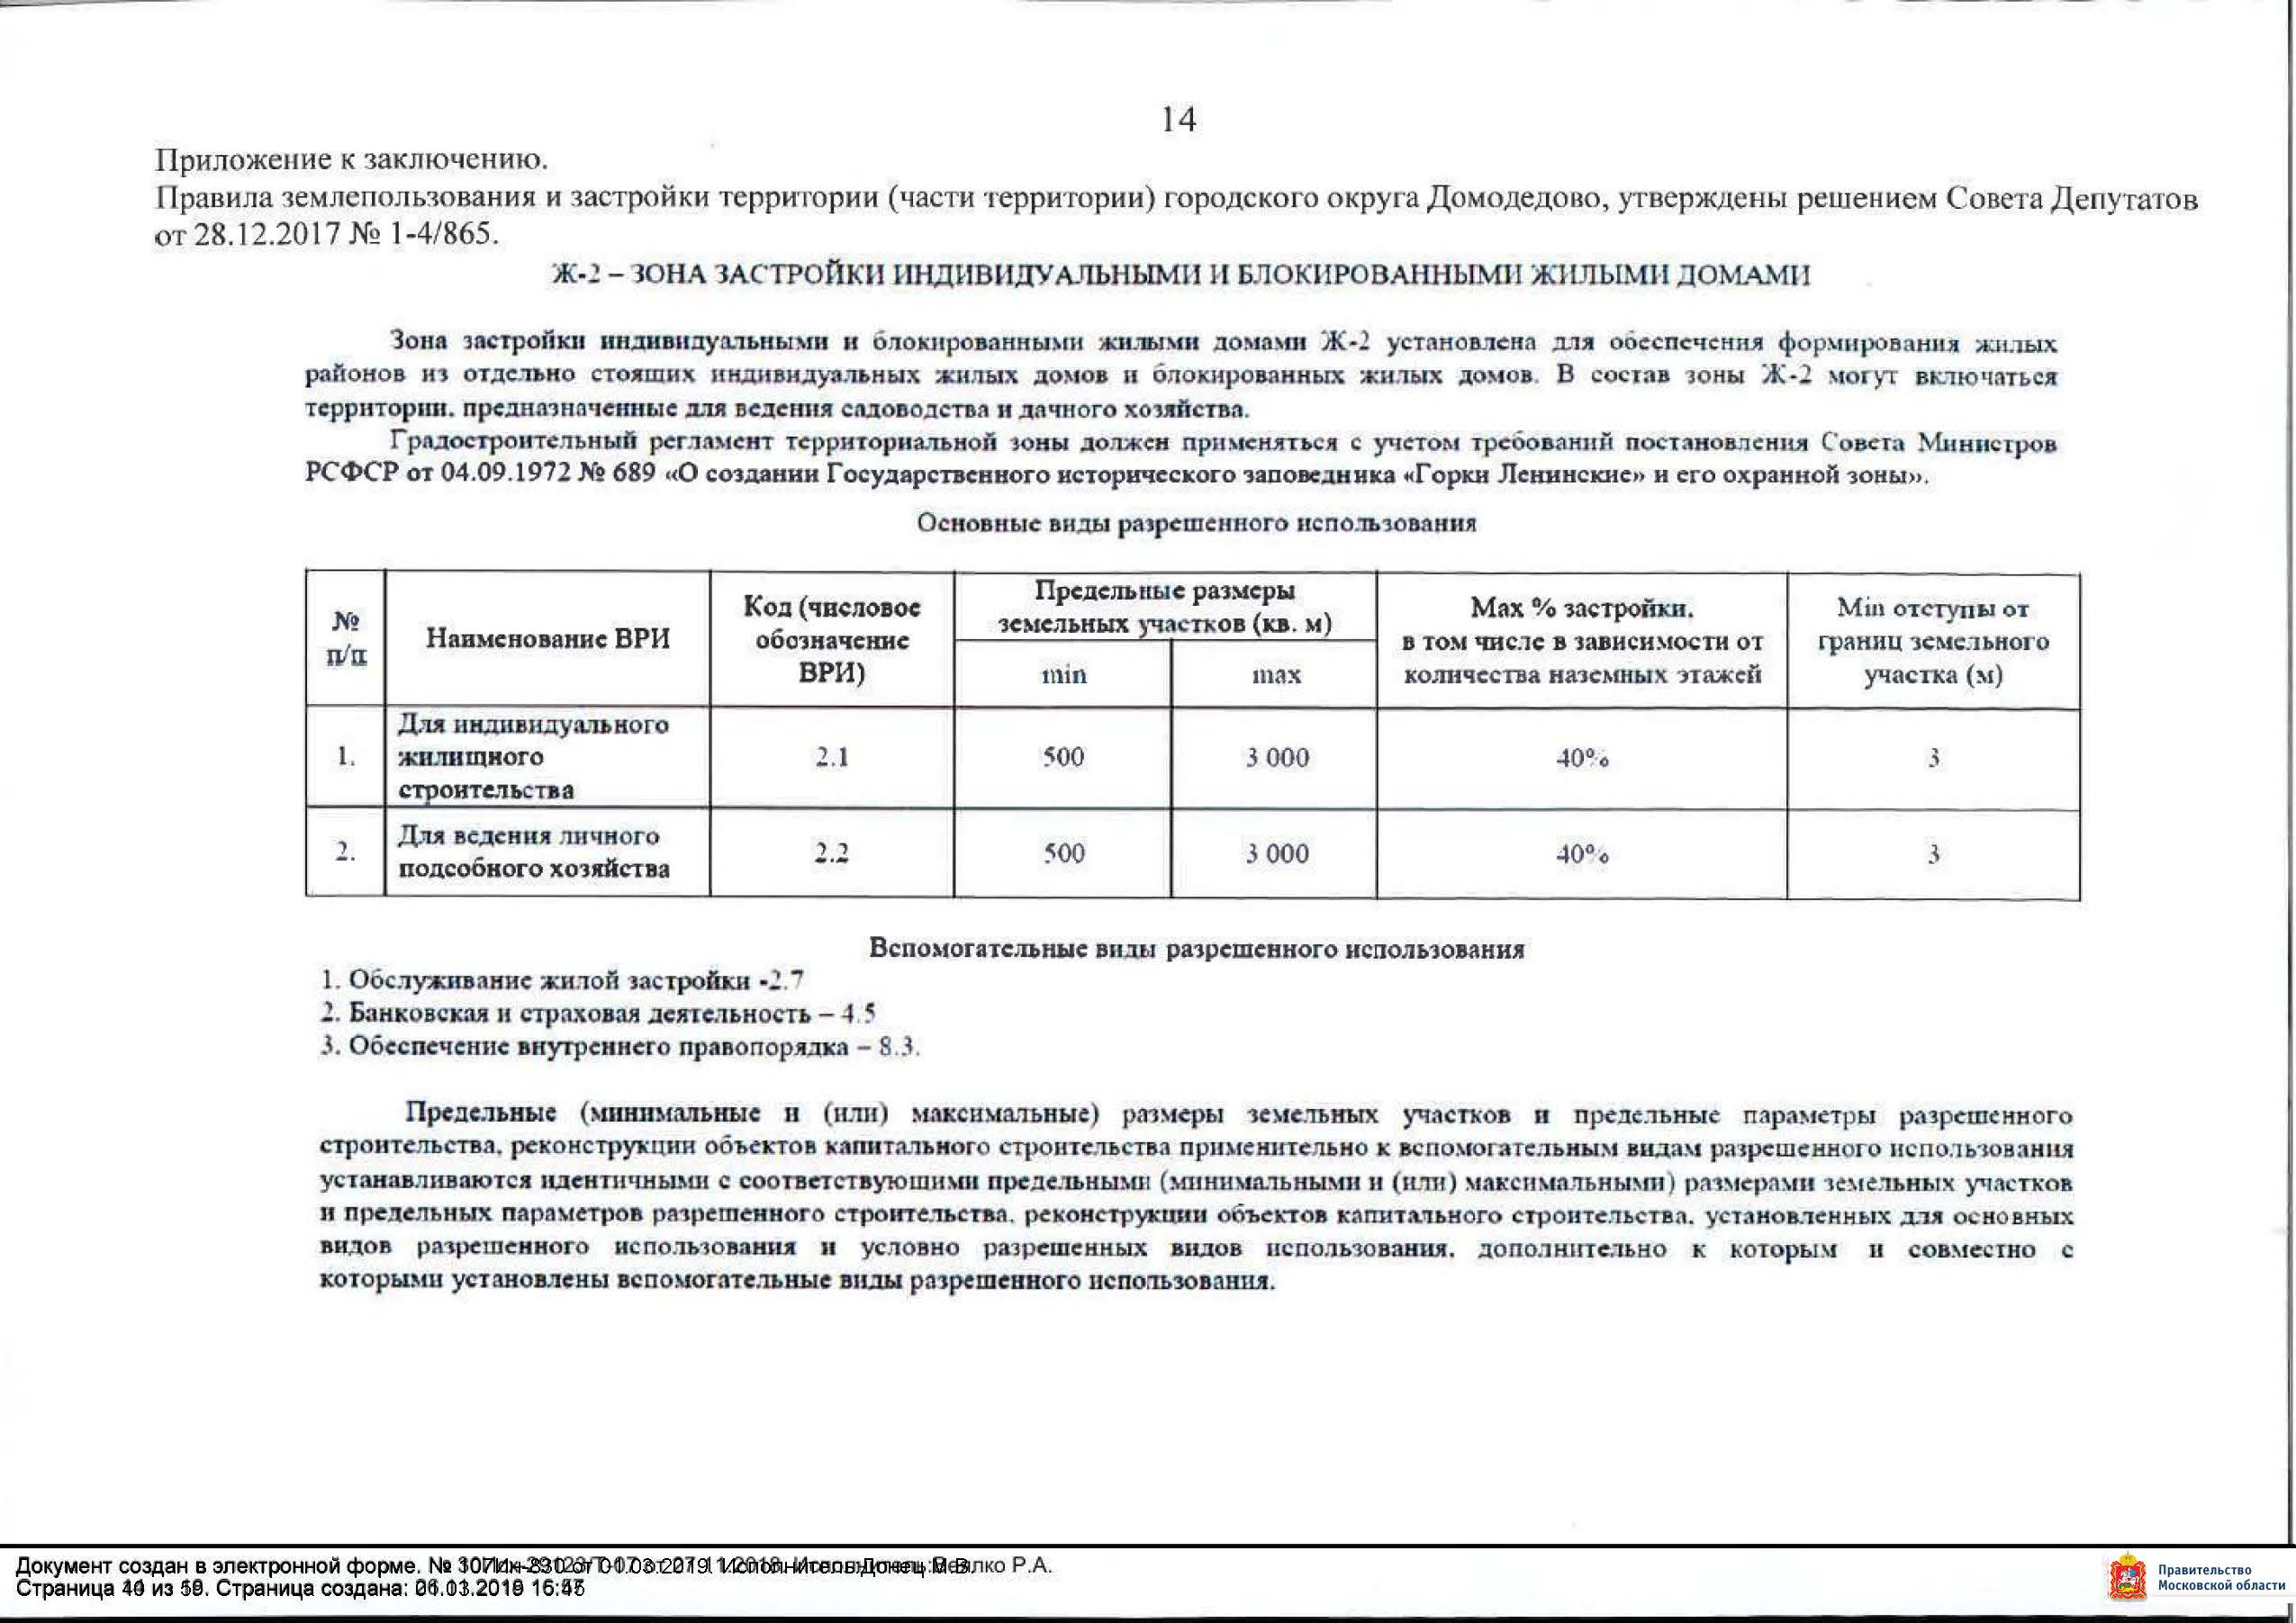 14
Приложение к заключению.
Правила землепользования и застройки территории (части территории) городского округа Домодедово, утверждены решением Совета Депутатов
от 28.12.2017 № 1-4/865.
Ж-2 – ЗОНА ЗАСТРОЙКИ ИНДИВИДУАЛЬНЫМИ И БЛОКИРОВАННЫМИ ЖИЛЫМИ ДОМАМИ
Зона застройки индивидуальными и блокированными жилыми домами Ж-2 установлена для обеспечения формирования жилых
районов из отдельно стоящих индивидуальных жилых домов и блокированных жилых домов. В состав зоны Ж-2 могут включаться
территории, предназначенные для ведения садоводства и дачного хозяйства.
Градостроительный регламент территориальной зоны должен применяться с учетом требований постановления Совета Министров
РСФСР от 04.09.1972 № 689 «О создании Государственного исторического заповедника «Горки Ленинские» и его охранной зоны».
Основные виды разрешенного использования
№ п/п
Наименование ВРИ
Код (числовое обозначение ВРИ)
Предельные размеры земельных участков (кв. м)
min
max
Max % застройки, в том числе в зависимости от количества наземных этажей
Min отступы от границ земельного участка (м)
1. Для индивидуального жилищного строительства 2.1 500 3 000 40% 3
2. Для ведения личного подсобного хозяйства 2.2 500 3 000 40% 3
Вспомогательные виды разрешенного использования
1. Обслуживание жилой застройки -2.7
2. Банковская и страховая деятельность – 4.5
3. Обеспечение внутреннего правопорядка – 8.3.
Предельные (минимальные и (или) максимальные) размеры земельных участков и предельные параметры разрешенного
строительства, реконструкции объектов капитального строительства применительно к вспомогательным видам разрешенного использования
устанавливаются идентичными с соответствующими предельными (минимальными и (или) максимальными) размерами земельных участков
и предельных параметров разрешенного строительства, реконструкции объектов капитального строительства, установленных для основных
видов разрешенного использования и условно разрешенных видов использования, дополнительно к которым и совместно с
которыми установлены вспомогательные виды разрешенного использования.
Документ создан в электронной форме. №
Страница из Страница создана:
Правительство
Московской области